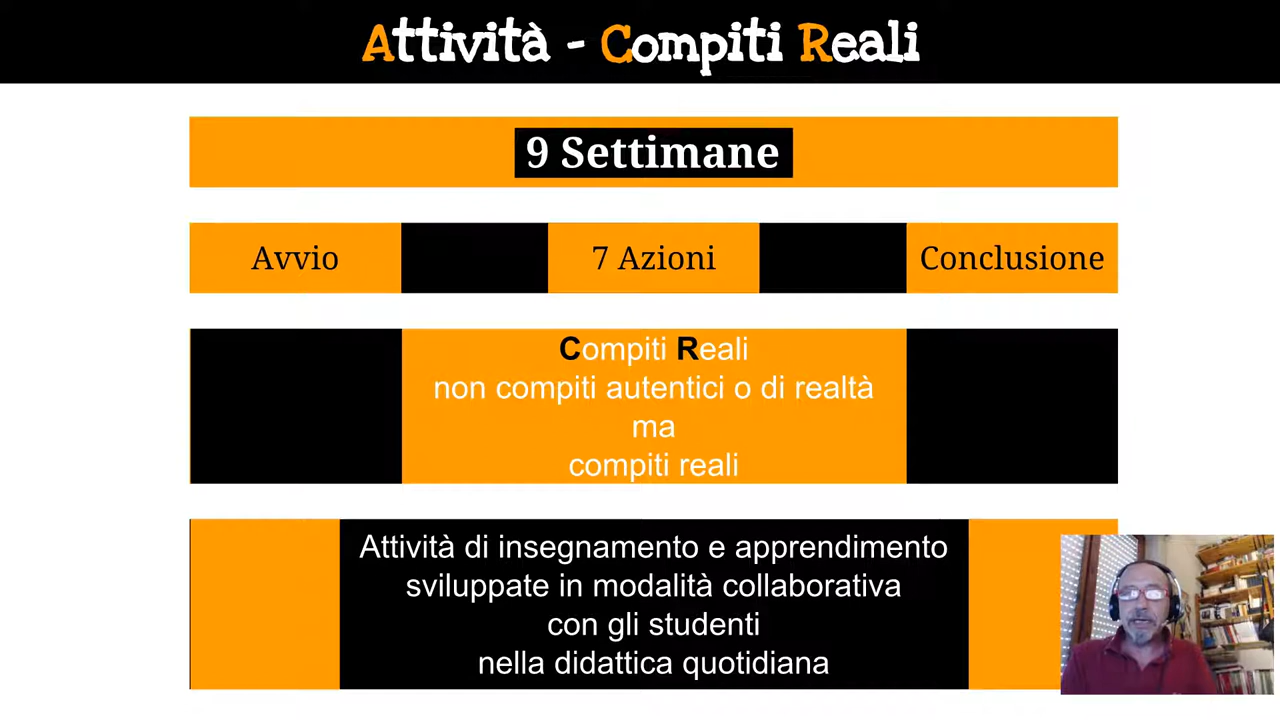 Attività - Compiti Reali
9 Settimane
Avvio
7 Azioni
Conclusione
Compiti Reali
non compiti autentici o di realtà
ma
compiti reali
Attività di insegnamento e apprendimento
sviluppate in modalità collaborativa
con gli studenti
nella didattica quotidiana